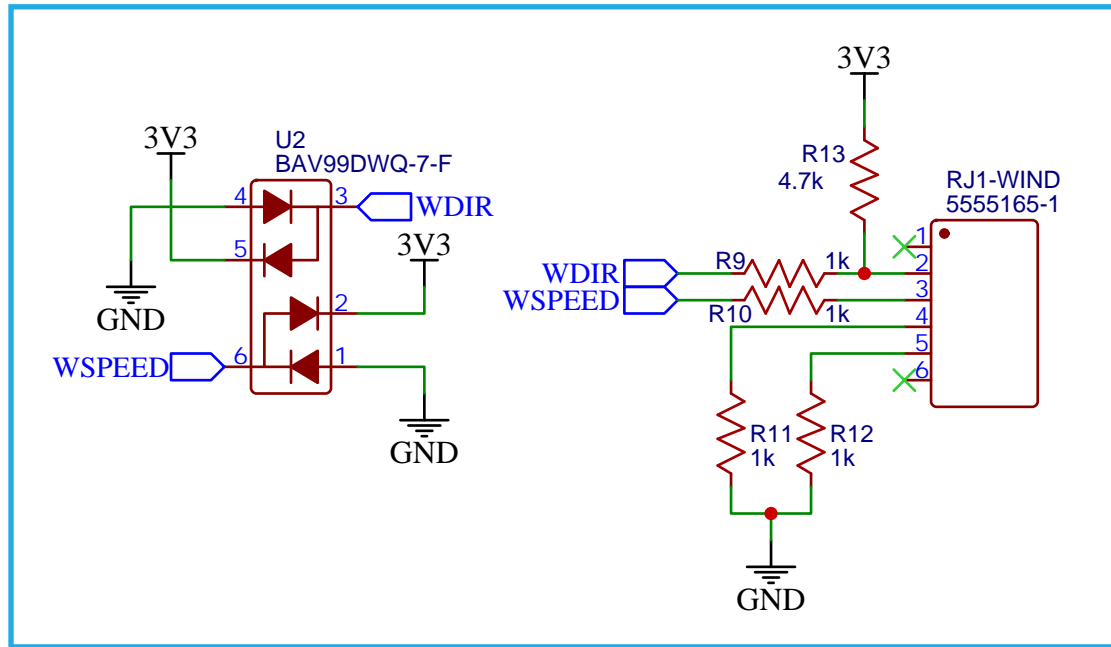 3V3
U2
BAV99DWQ-7-F
4
3
WDIR
5
3V3
GND
2
WSPEED
6
1
GND
3V3
R13
4.7k
RJ1-WIND
5555165-1
1
WDIR
R9
1k
2
WSPEED
R10
1k
3
4
5
6
R11
1k
R12
1k
GND